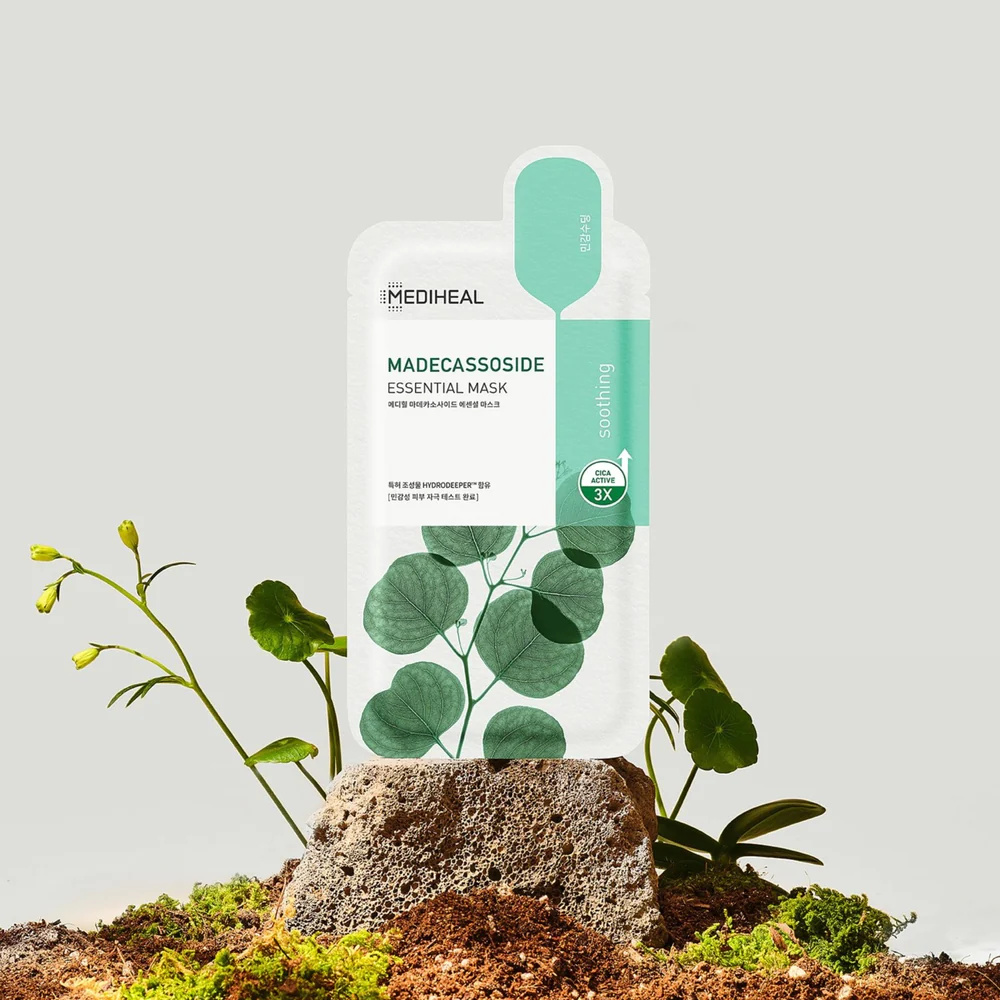 민감수딩
MEDIHEAL
MADECASSOSIDE
ESSENTIAL MASK
메디힐 마데카소사이드 에센셜 마스크
soothing
CICA
ACTIVE
3X
특허 조성물 HYDRODEEPER™ 함유
[민감성 피부 자극 테스트 완료]